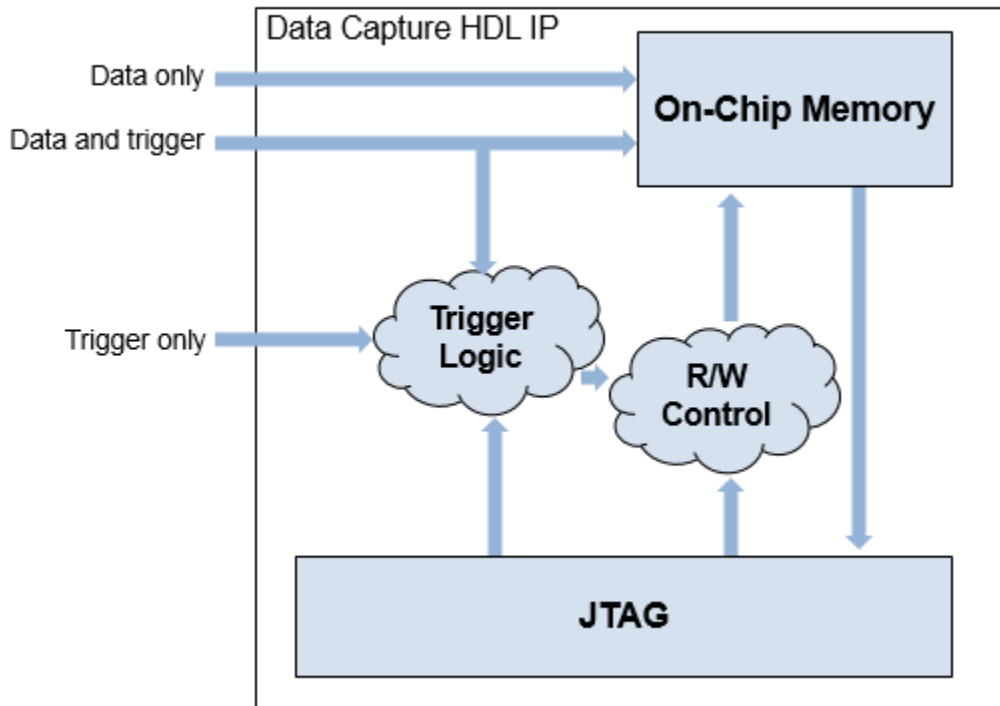 Data Capture HDL IP
Data only
On-Chip Memory
Data and trigger
Trigger only
Trigger
Logic
R/W
Control
JTAG